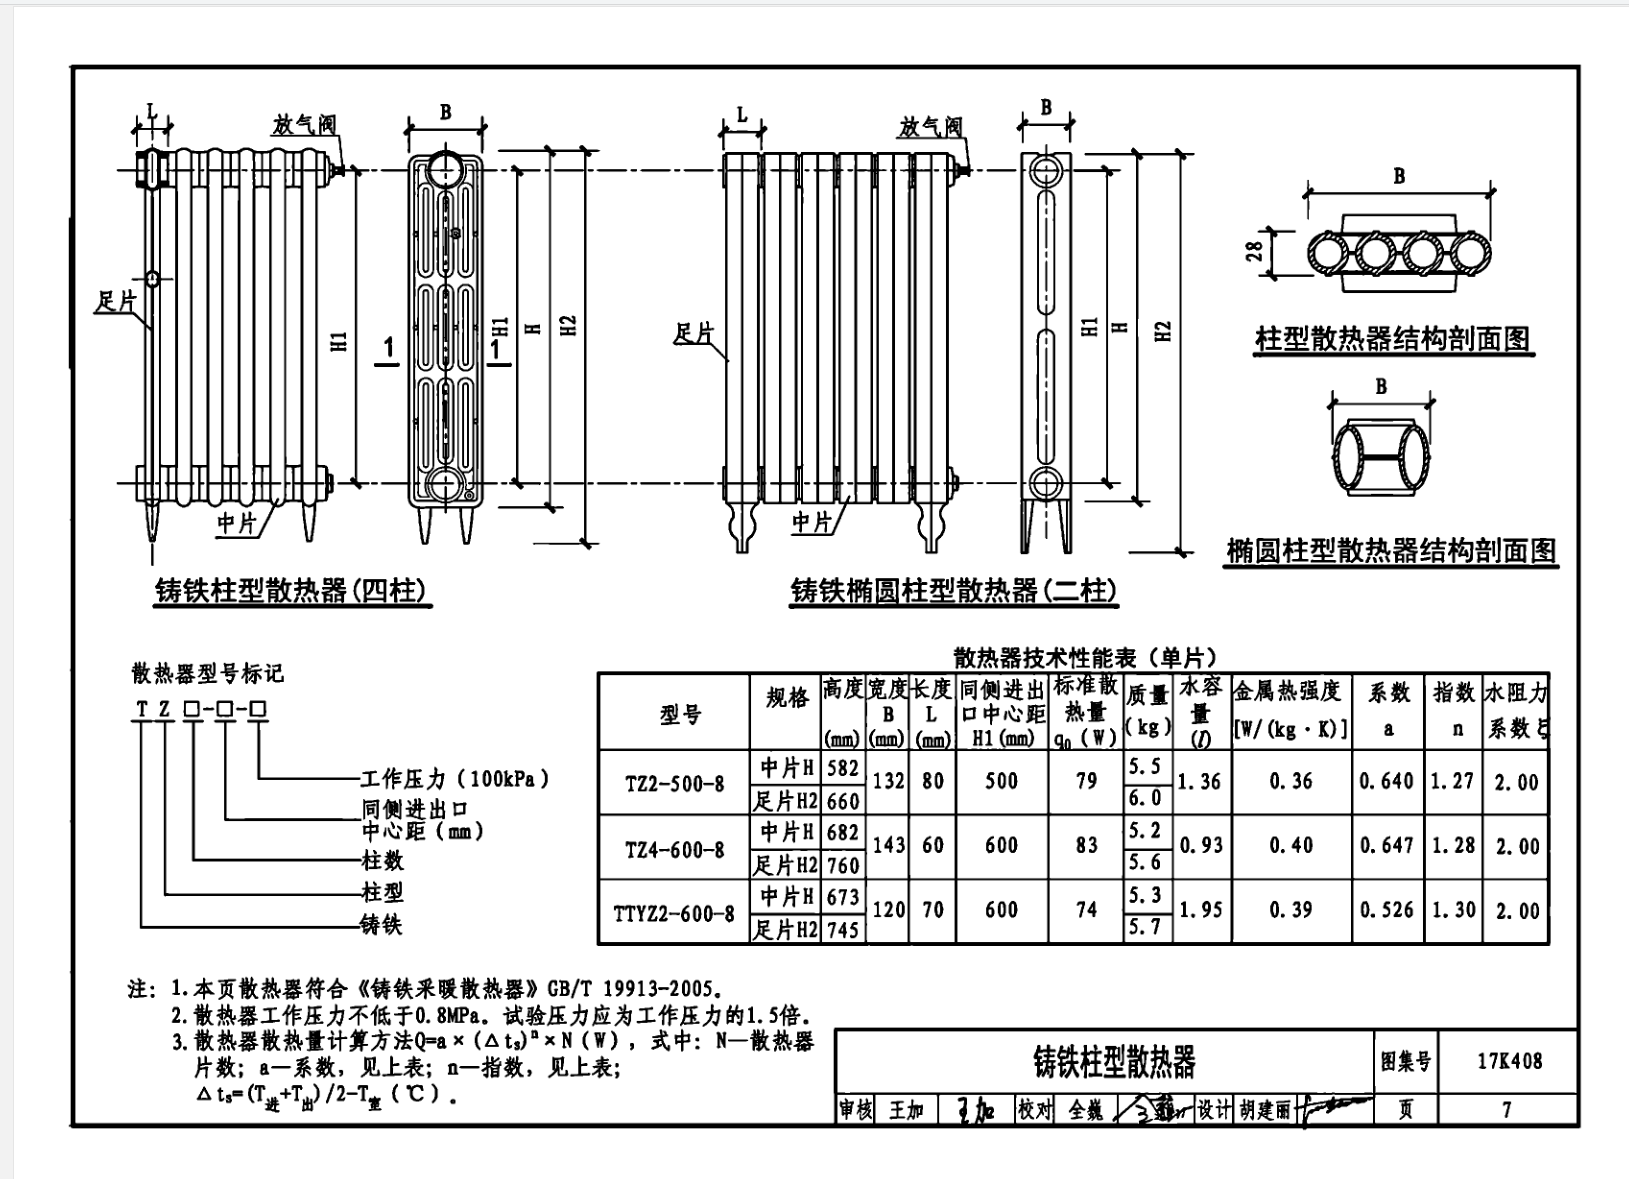 L
放气阀
B
足片
H1
1
1
H1
H
H2
中片
铸铁柱型散热器(四柱)
L
放气阀
B
足片
H1
H
H2
中片
铸铁椭圆柱型散热器(二柱)
B
28
柱型散热器结构剖面图
B
椭圆柱型散热器结构剖面图
散热器型号标记
T Z □-□-□
工作压力（100kPa）
同侧进出口
中心距（mm）
柱数
柱型
铸铁
散热器技术性能表（单片）
型号 规格 高度(mm) 宽度B(mm) 长度L(mm) 同侧进出口中心距H1(mm) 标准散热量q₀(W) 质量(kg) 水容量(l) 金属热强度[W/(kg·K)] 系数a 指数n 水阻力系数ξ
TZ2-500-8 中片H 582 132 80 500 79 5.5 1.36 0.36 0.640 1.27 2.00
足片H2 660 6.0
TZ4-600-8 中片H 682 143 60 600 83 5.2 0.93 0.40 0.647 1.28 2.00
足片H2 760 5.6
TTYZ2-600-8 中片H 673 120 70 600 74 5.3 1.95 0.39 0.526 1.30 2.00
足片H2 745 5.7
注：1.本页散热器符合《铸铁采暖散热器》GB/T 19913-2005。
2.散热器工作压力不低于0.8MPa。试验压力应为工作压力的1.5倍。
3.散热器散热量计算方法Q=a×(△ts)ⁿ×N(W)，式中：N—散热器
片数；a—系数，见上表；n—指数，见上表；
△ts=(T进+T出)/2-T室（℃）。
铸铁柱型散热器 图集号 17K408
审核 王加 校对 全巍 设计 胡建丽 页 7